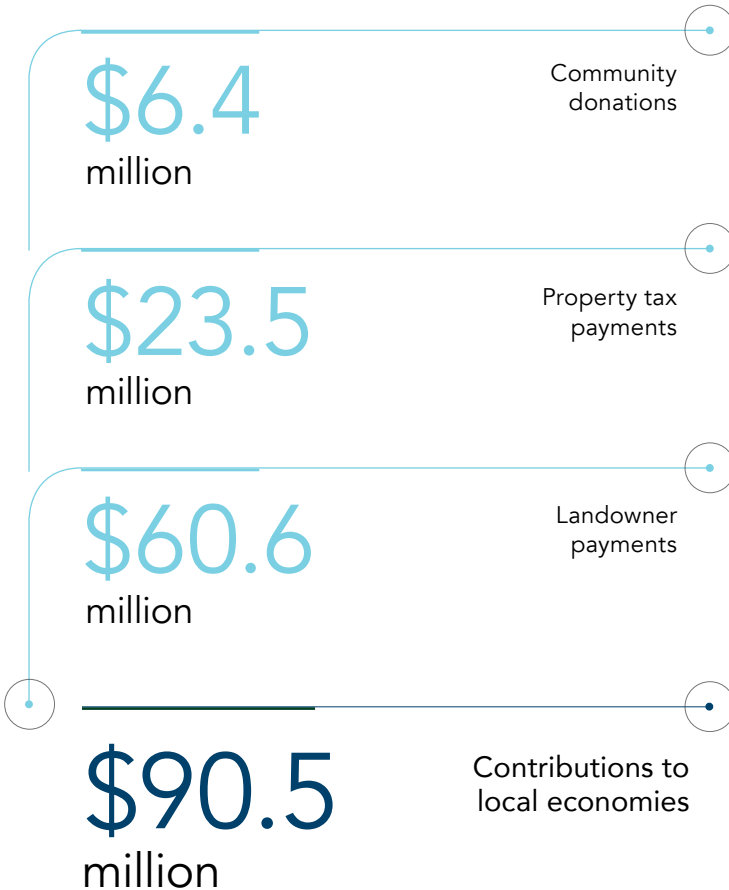 $6.4
million
Community
donations
$23.5
million
Property tax
payments
$60.6
million
Landowner
payments
$90.5
million
Contributions to
local economies